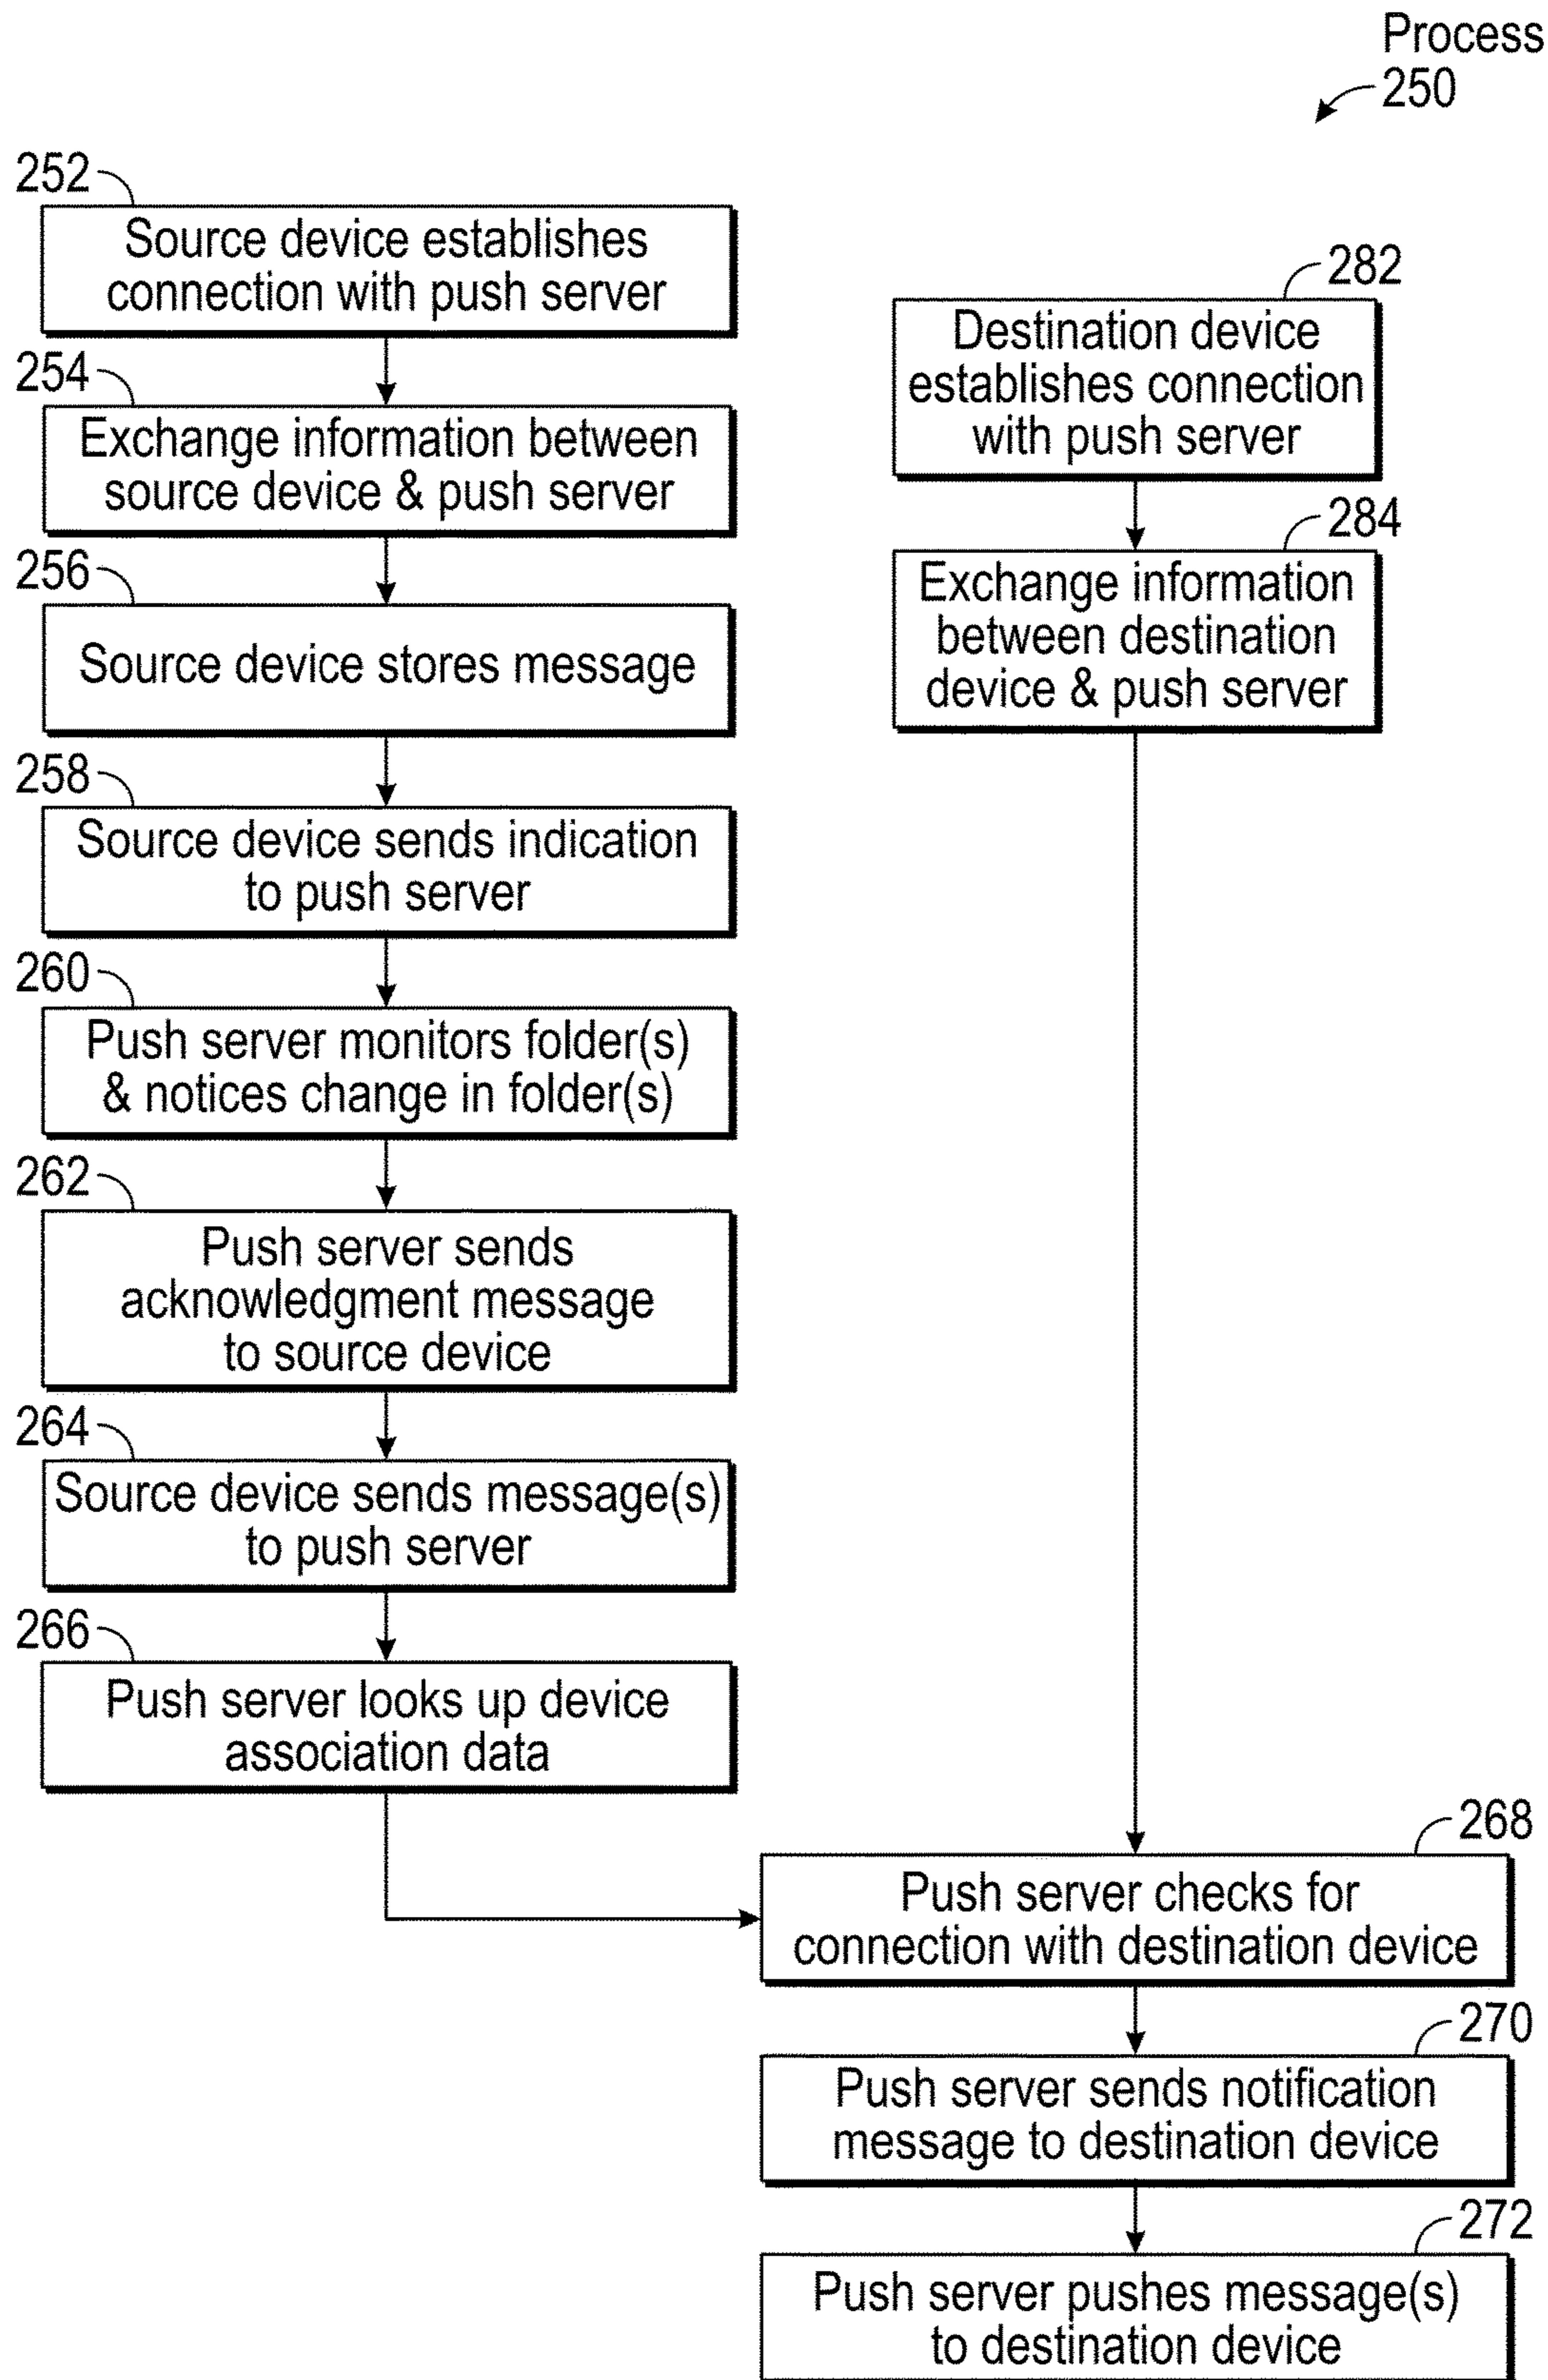 Process
250
252
Source device establishes
connection with push server
254
Exchange information between
source device & push server
256
Source device stores message
258
Source device sends indication
to push server
260
Push server monitors folder(s)
& notices change in folder(s)
262
Push server sends
acknowledgment message
to source device
264
Source device sends message(s)
to push server
266
Push server looks up device
association data
282
Destination device
establishes connection
with push server
284
Exchange information
between destination
device & push server
268
Push server checks for
connection with destination device
270
Push server sends notification
message to destination device
272
Push server pushes message(s)
to destination device